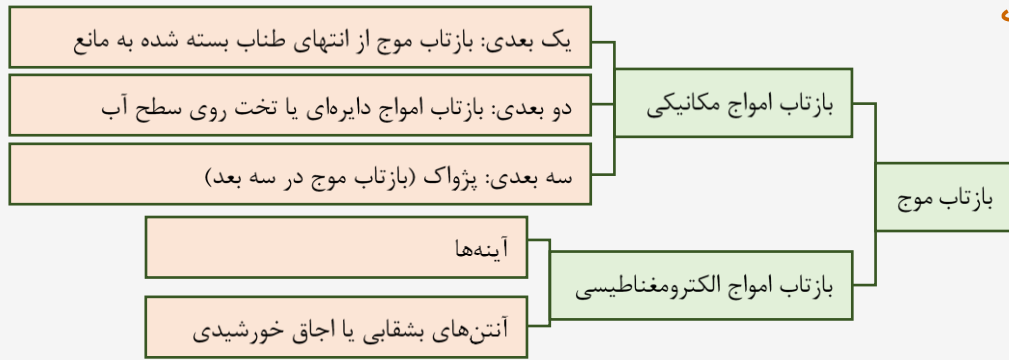 بازتاب موج
بازتاب امواج مکانیکی
یک بعدی: بازتاب موج از انتهای طناب بسته شده به مانع
دو بعدی: بازتاب امواج دایره‌ای یا تخت روی سطح آب
سه بعدی: پژواک (بازتاب موج در سه بعد)
بازتاب امواج الکترومغناطیسی
آینه‌ها
آنتن‌های بشقابی یا اجاق خورشیدی